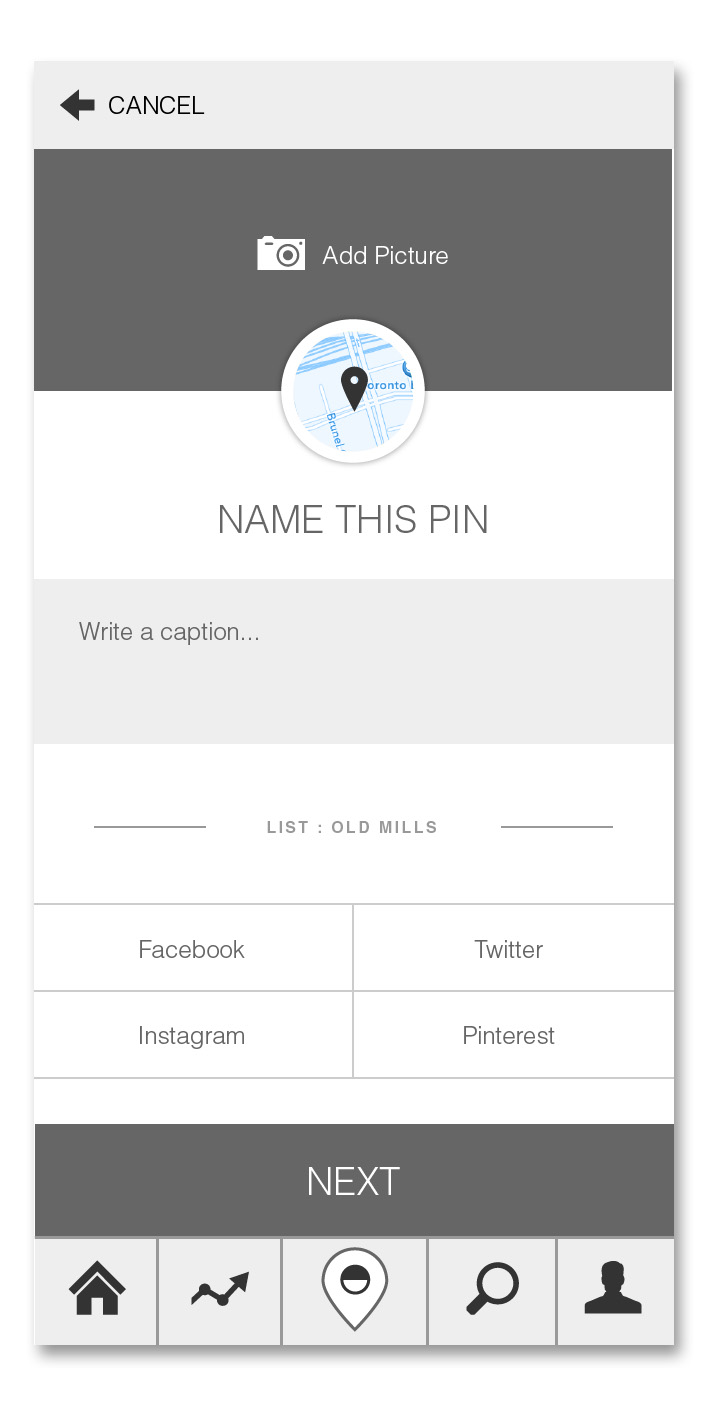 CANCEL
Add Picture
oronto
Brunel
NAME THIS PIN
Write a caption...
LIST : OLD MILLS
Facebook
Twitter
Instagram
Pinterest
NEXT